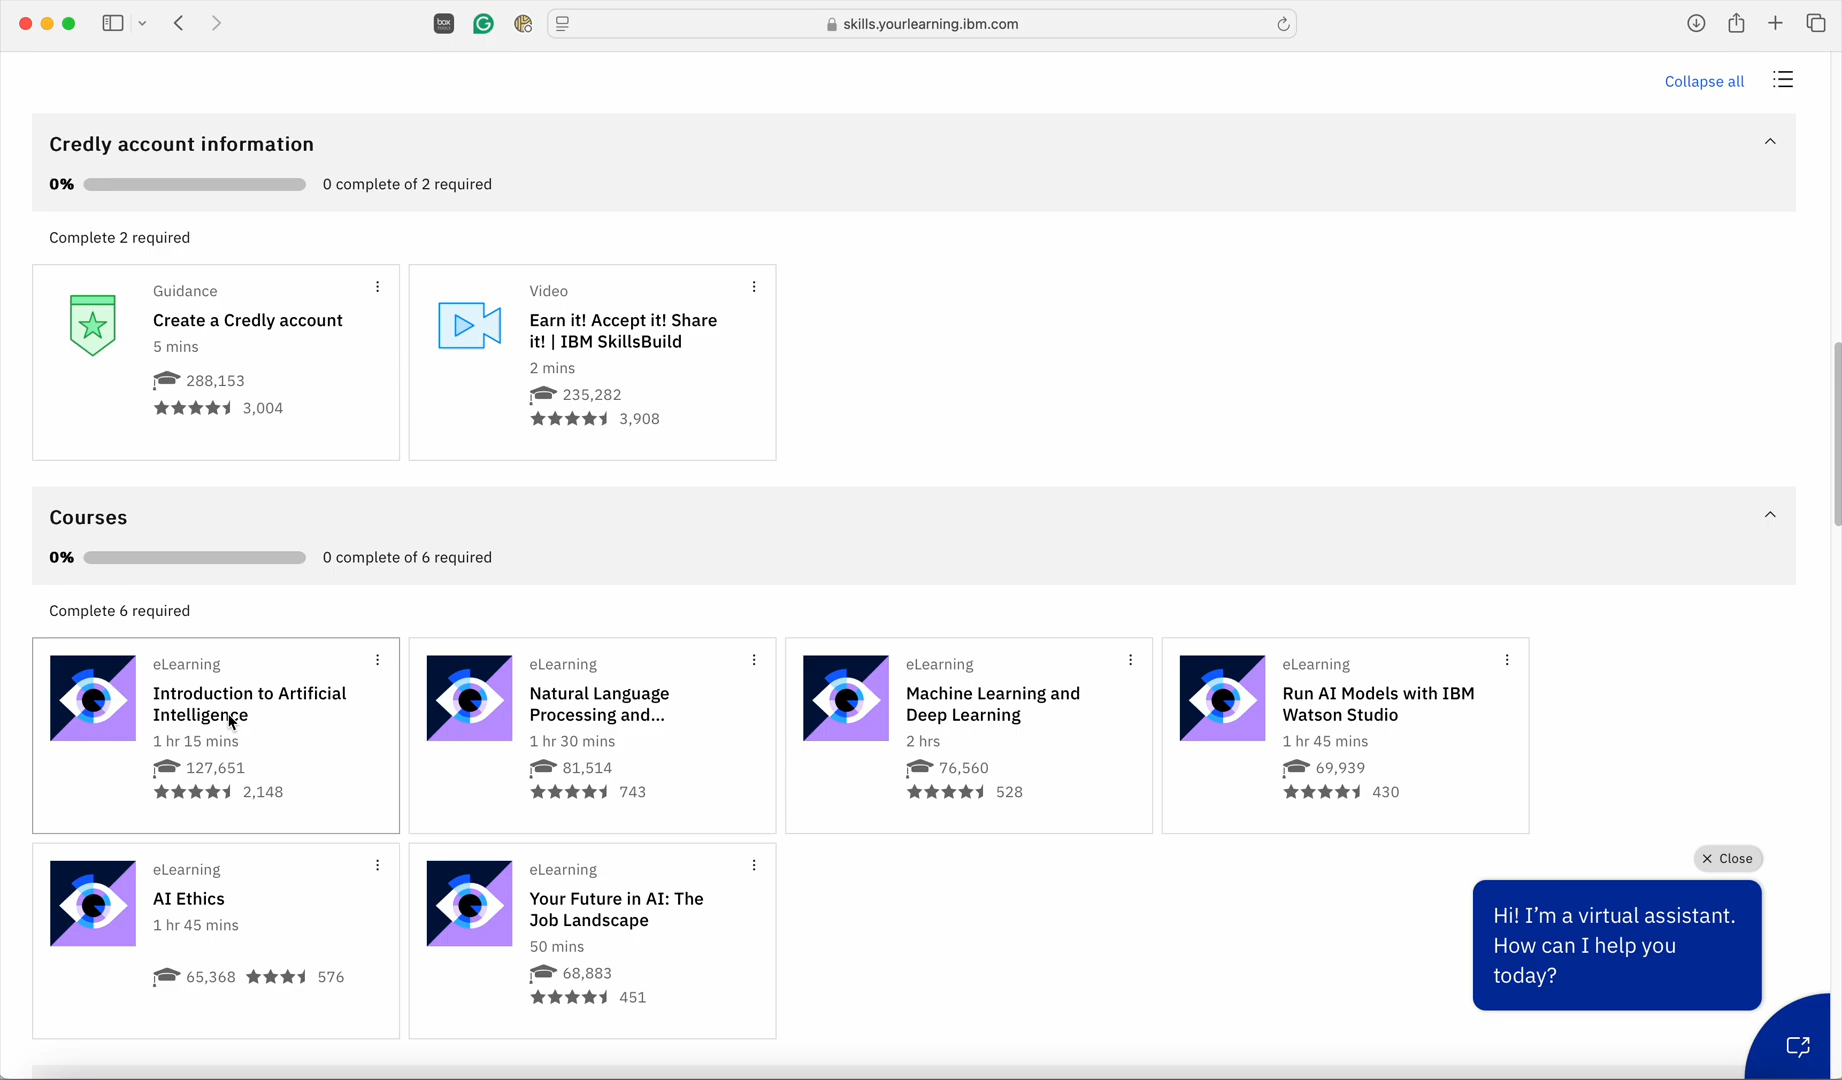 box
skills.yourlearning.ibm.com
Collapse all
Credly account information
0% 0 complete of 2 required
Complete 2 required
Guidance
Create a Credly account
5 mins
288,153
3,004
Video
Earn it! Accept it! Share
it! | IBM SkillsBuild
2 mins
235,282
3,908
Courses
0% 0 complete of 6 required
Complete 6 required
eLearning
Introduction to Artificial
Intelligence
1 hr 15 mins
127,651
2,148
eLearning
Natural Language
Processing and...
1 hr 30 mins
81,514
743
eLearning
Machine Learning and
Deep Learning
2 hrs
76,560
528
eLearning
Run AI Models with IBM
Watson Studio
1 hr 45 mins
69,939
430
eLearning
AI Ethics
1 hr 45 mins
65,368 576
eLearning
Your Future in AI: The
Job Landscape
50 mins
68,883
451
Close
Hi! I'm a virtual assistant.
How can I help you
today?